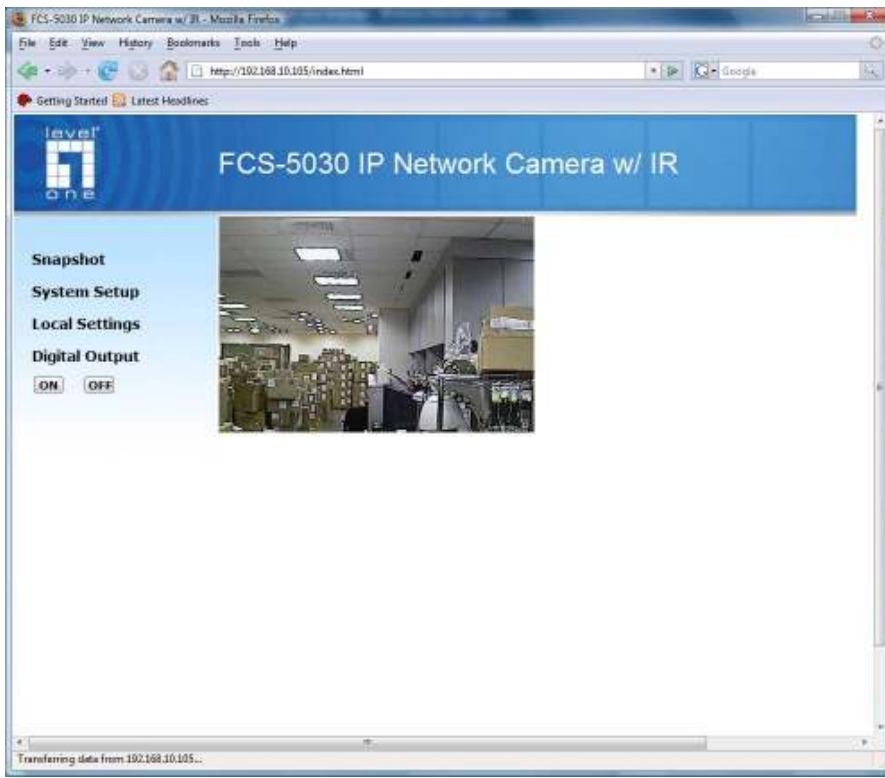 FCS-5030 IP Network Camera w/ IR - Mozilla Firefox
File Edit View History Bookmarks Tools Help
http://192.168.10.105/index.html
Google
Getting Started Latest Headlines
level
one
FCS-5030 IP Network Camera w/ IR
Snapshot
System Setup
Local Settings
Digital Output
ON OFF
Transferring data from 192.168.10.105...